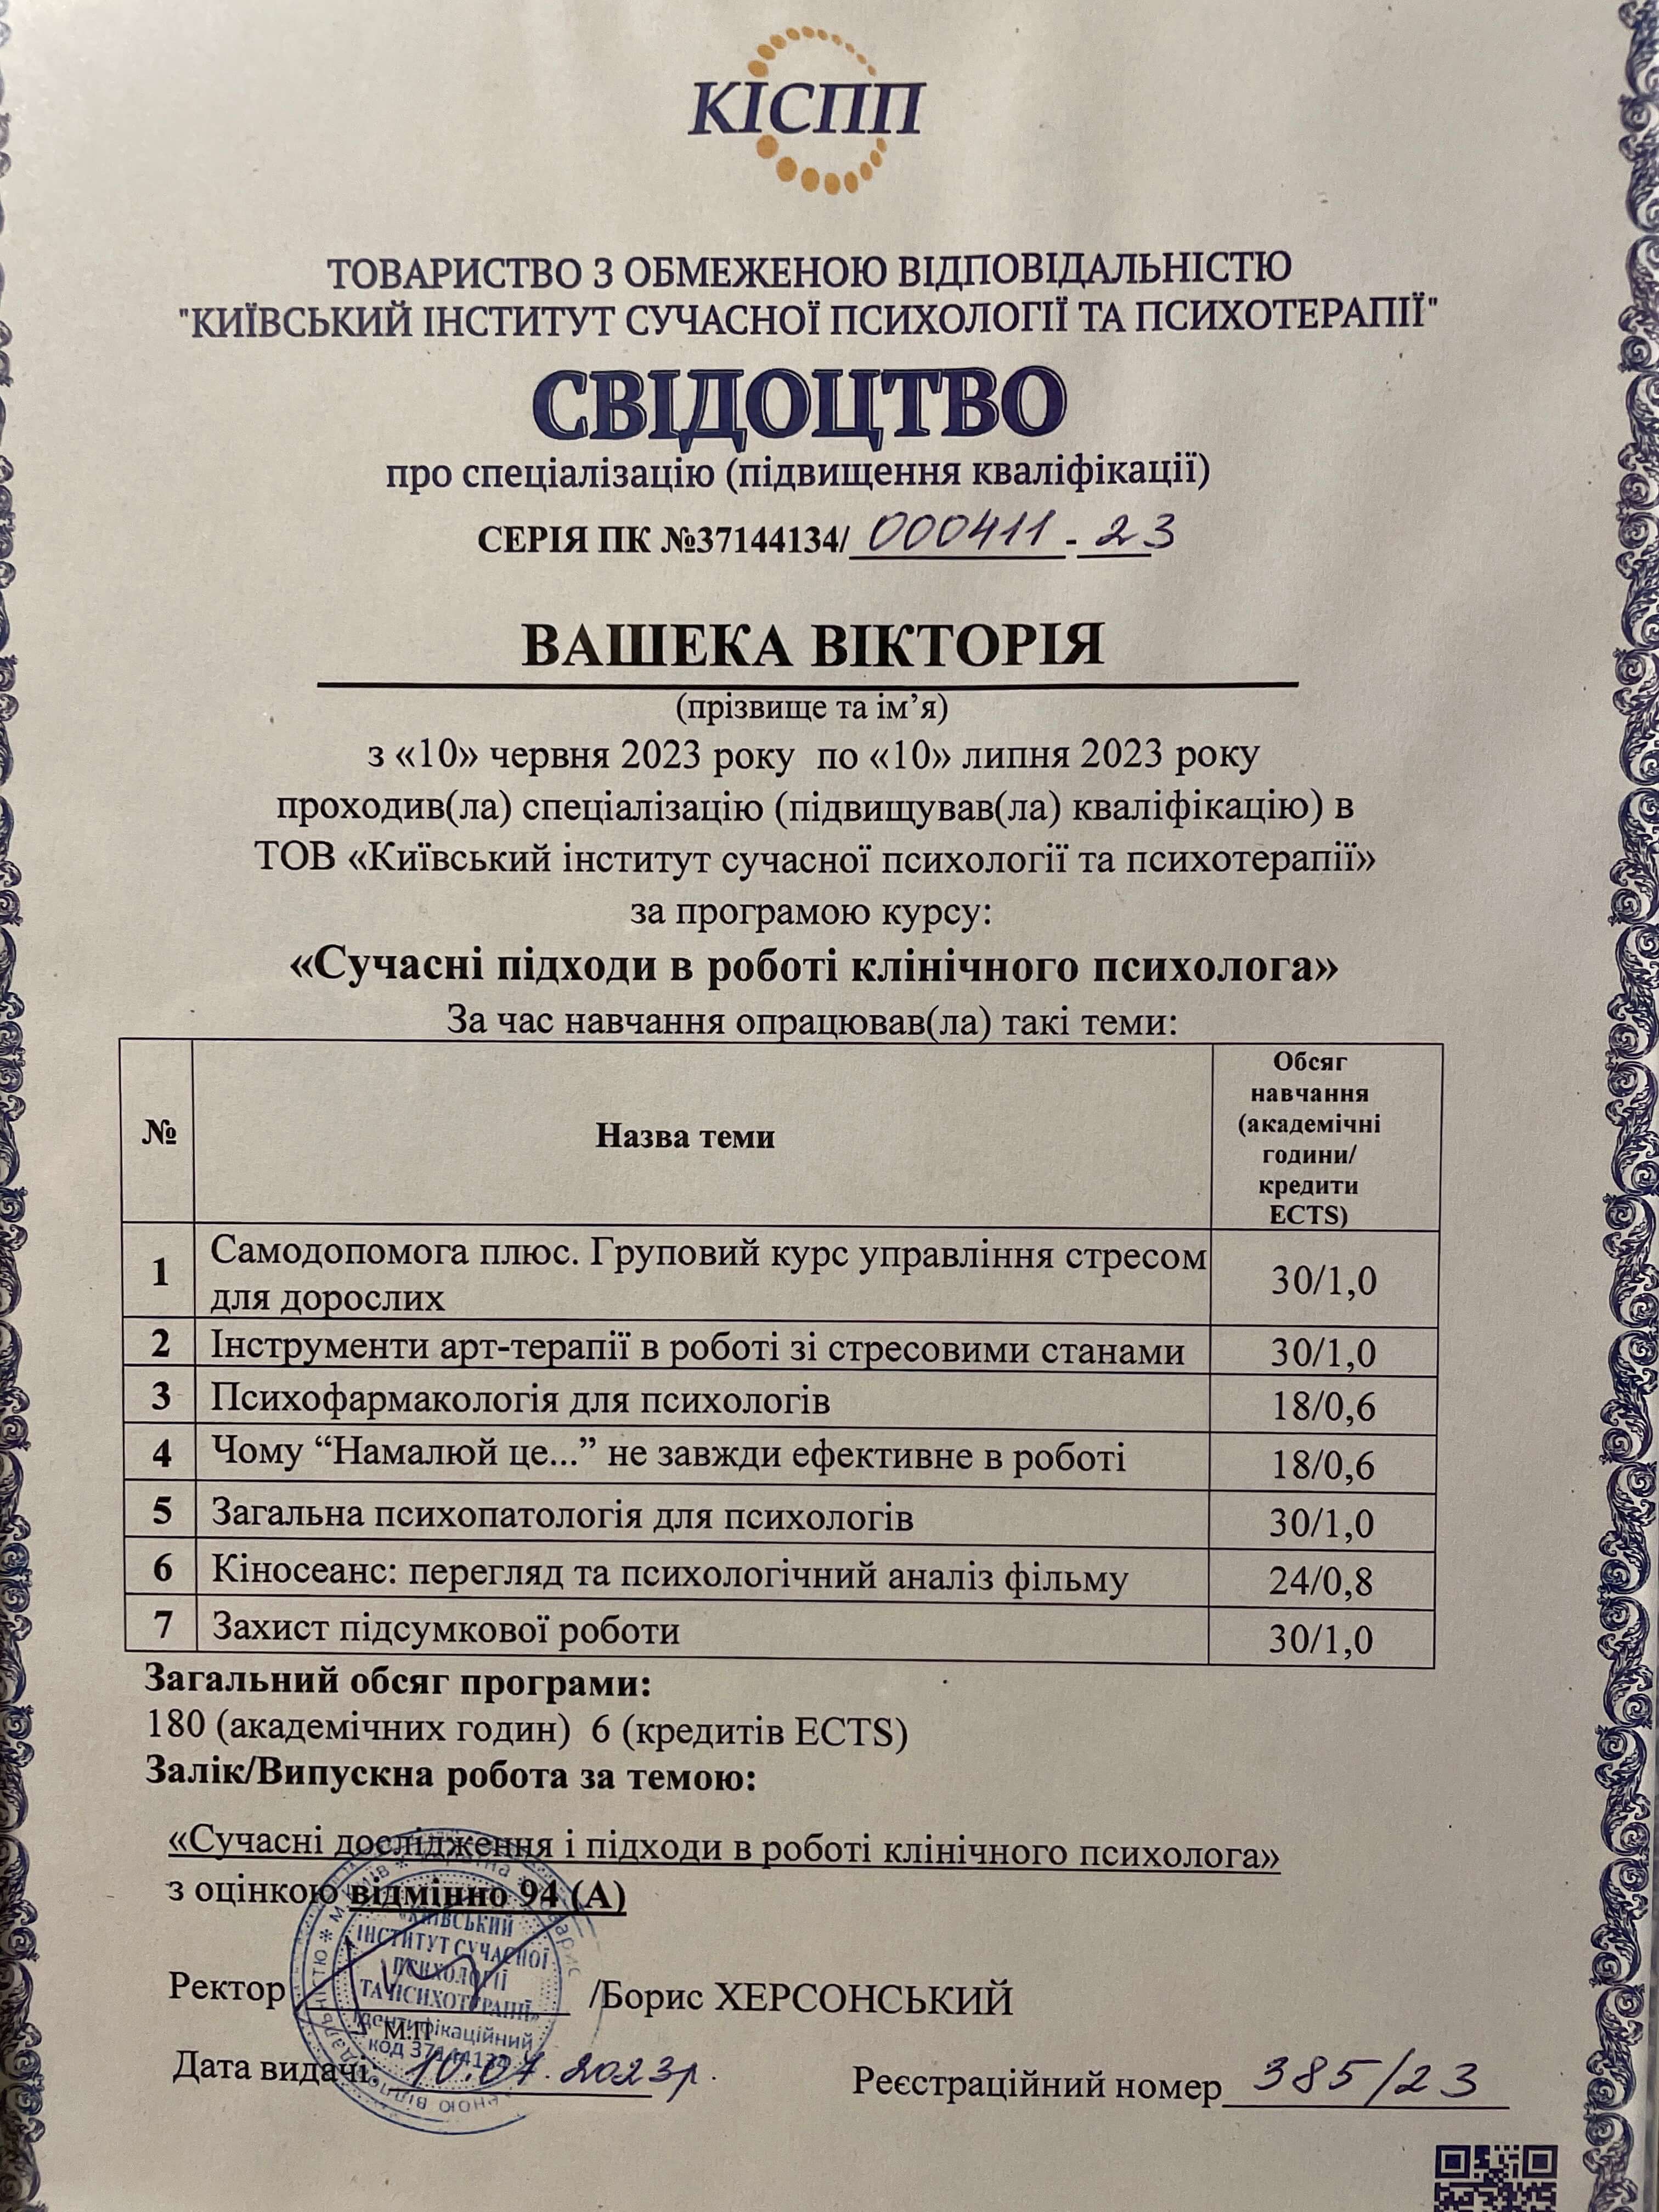 КІСПП
ТОВАРИСТВО З ОБМЕЖЕНОЮ ВІДПОВІДАЛЬНІСТЮ
"КИЇВСЬКИЙ ІНСТИТУТ СУЧАСНОЇ ПСИХОЛОГІЇ ТА ПСИХОТЕРАПІЇ"
СВІДОЦТВО
про спеціалізацію (підвищення кваліфікації)
СЕРІЯ ПК №37144134/ 000411 - 23
ВАШЕКА ВІКТОРІЯ
(прізвище та ім’я)
з «10» червня 2023 року по «10» липня 2023 року
проходив(ла) спеціалізацію (підвищував(ла) кваліфікацію) в
ТОВ «Київський інститут сучасної психології та психотерапії»
за програмою курсу:
«Сучасні підходи в роботі клінічного психолога»
За час навчання опрацював(ла) такі теми:
№ Назва теми
Обсяг
навчання
(академічні
години/
кредити
ECTS)
1 Самодопомога плюс. Груповий курс управління стресом
для дорослих 30/1,0
2 Інструменти арт-терапії в роботі зі стресовими станами 30/1,0
3 Психофармакологія для психологів 18/0,6
4 Чому “Намалюй це...” не завжди ефективне в роботі 18/0,6
5 Загальна психопатологія для психологів 30/1,0
6 Кіносеанс: перегляд та психологічний аналіз фільму 24/0,8
7 Захист підсумкової роботи 30/1,0
Загальний обсяг програми:
180 (академічних годин) 6 (кредитів ECTS)
Залік/Випускна робота за темою:
«Сучасні дослідження і підходи в роботі клінічного психолога»
з оцінкою відмінно 94 (А)
«КИЇВСЬКИЙ
ІНСТИТУТ СУЧАСНОЇ
ПСИХОЛОГІЇ
ТА ПСИХОТЕРАПІЇ»
Ідентифікаційний
код 37144134
Ректор /Борис ХЕРСОНСЬКИЙ
М.П
Дата видачі: 10.07.2023р. Реєстраційний номер 385/23